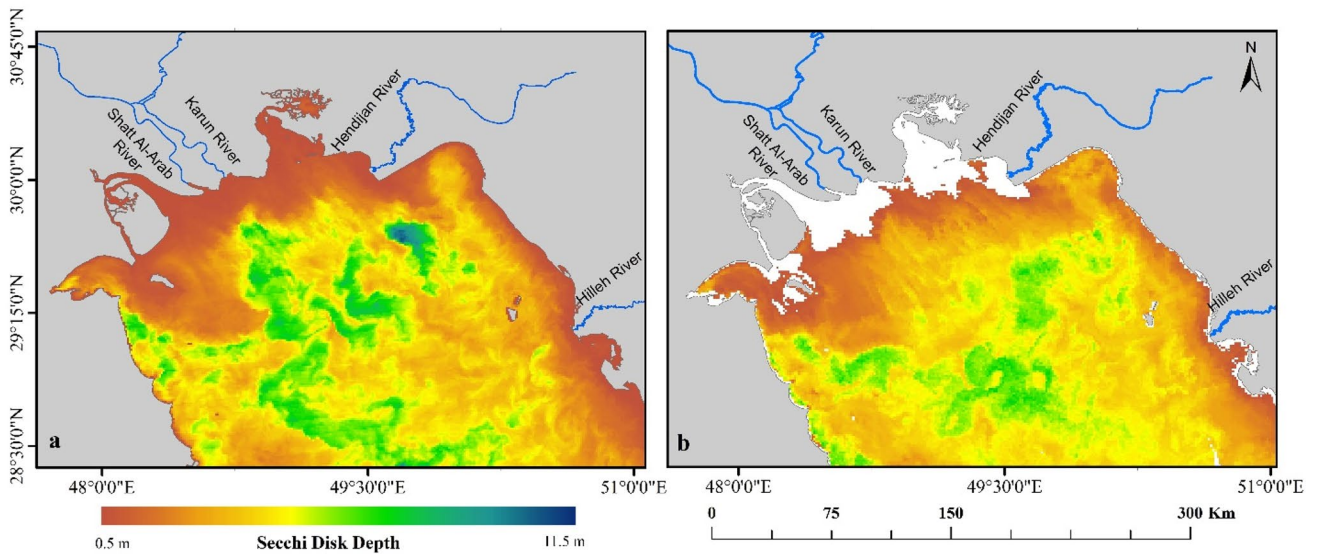 30°45'0"N
30°0'0"N
29°15'0"N
28°30'0"N
Karun River
Shatt Al-Arab
River
Hendijan River
Hilleh River
a
48°0'0"E
49°30'0"E
51°0'0"E
0.5 m
Secchi Disk Depth
11.5 m
N
Karun River
Shatt Al-Arab
River
Hendijan River
Hilleh River
b
48°0'0"E
49°30'0"E
51°0'0"E
0 75 150 300 Km